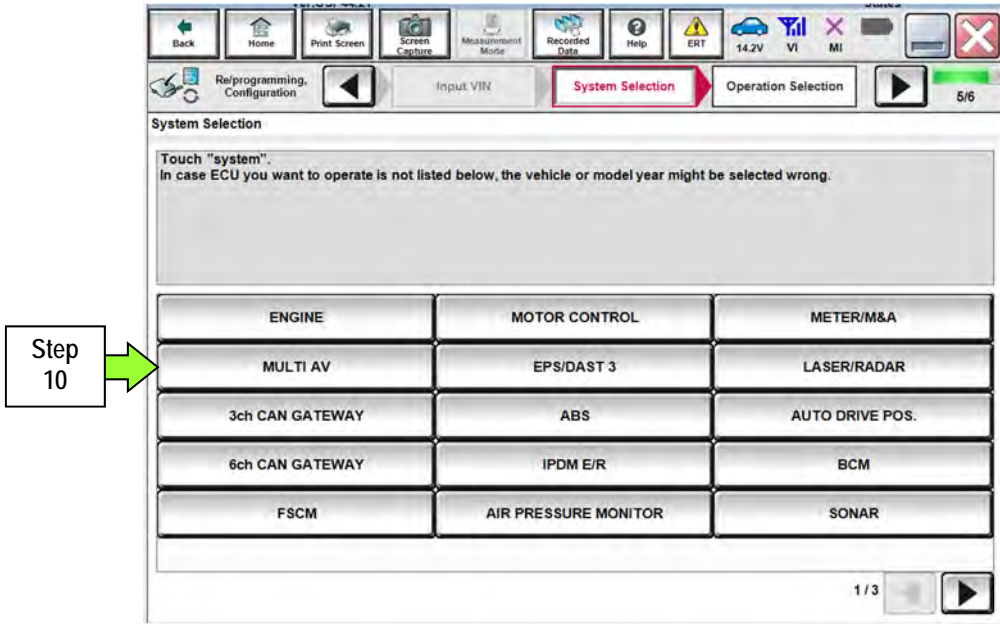 Back
Home
Print Screen
Screen Capture
Measurement Mode
Recorded Data
Help
ERT
14.2V
VI
MI
Re/programming, Configuration
Input VIN
System Selection
Operation Selection
5/6
System Selection
Touch "system".
In case ECU you want to operate is not listed below, the vehicle or model year might be selected wrong.
ENGINE
MOTOR CONTROL
METER/M&A
Step 10
MULTI AV
EPS/DAST 3
LASER/RADAR
3ch CAN GATEWAY
ABS
AUTO DRIVE POS.
6ch CAN GATEWAY
IPDM E/R
BCM
FSCM
AIR PRESSURE MONITOR
SONAR
1 / 3